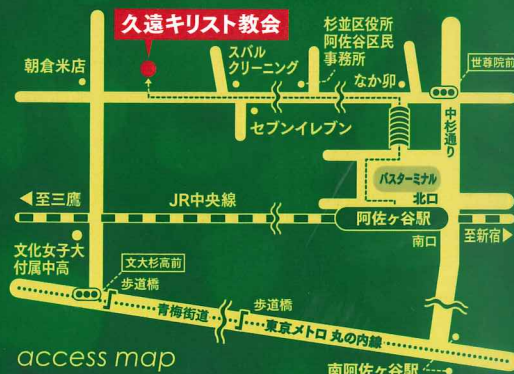 久遠キリスト教会
杉並区役所
阿佐谷区民
事務所
スバル
クリーニング
朝倉米店
なか卯
世尊院前
セブンイレブン
中杉通り
バスターミナル
北口
◀至三鷹
JR中央線
阿佐ヶ谷駅
至新宿▶
南口
文化女子大
付属中高
文大杉高前
歩道橋
青梅街道
歩道橋
東京メトロ 丸の内線
access map
南阿佐ヶ谷駅